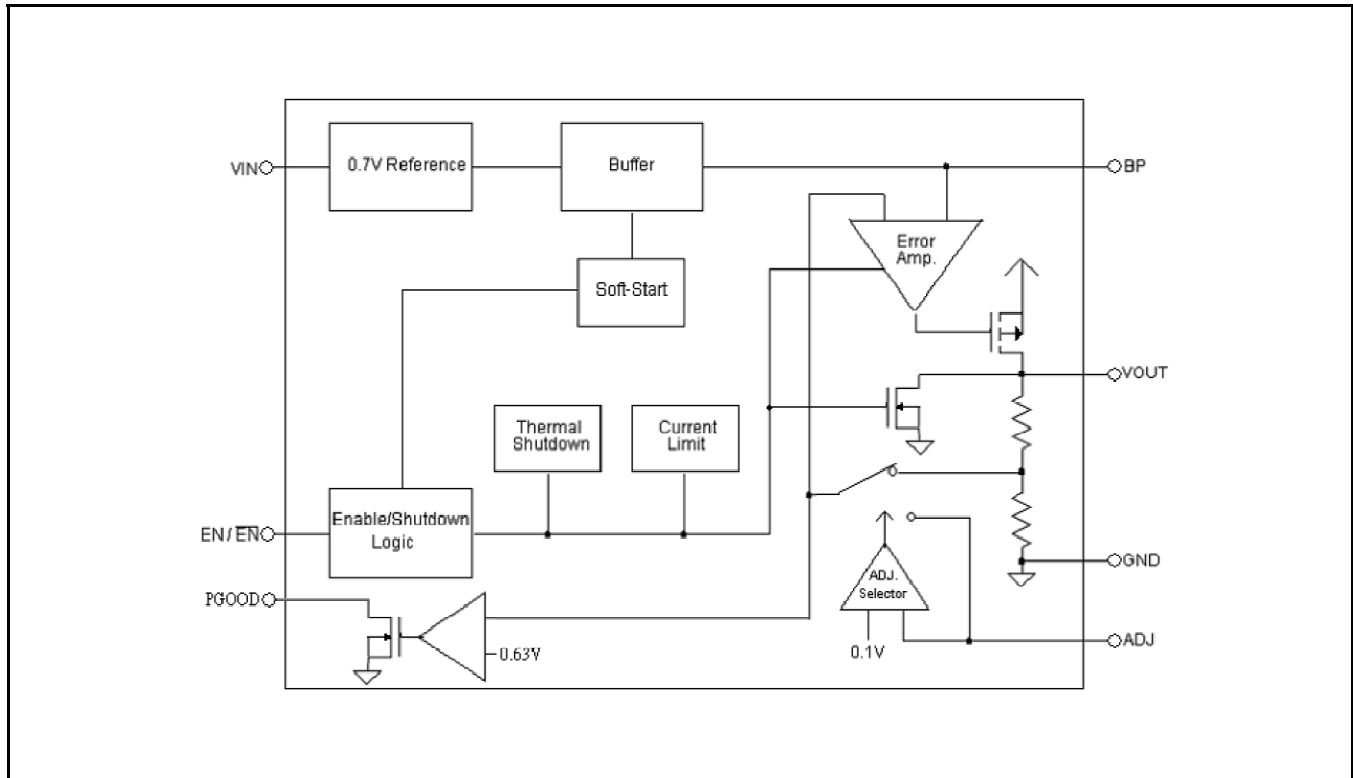 VIN
0.7V Reference
Buffer
BP
Error
Amp.
Soft-Start
VOUT
Thermal
Shutdown
Current
Limit
EN/E̅N̅
Enable/Shutdown
Logic
GND
PGOOD
ADJ.
Selector
0.63V
0.1V
ADJ